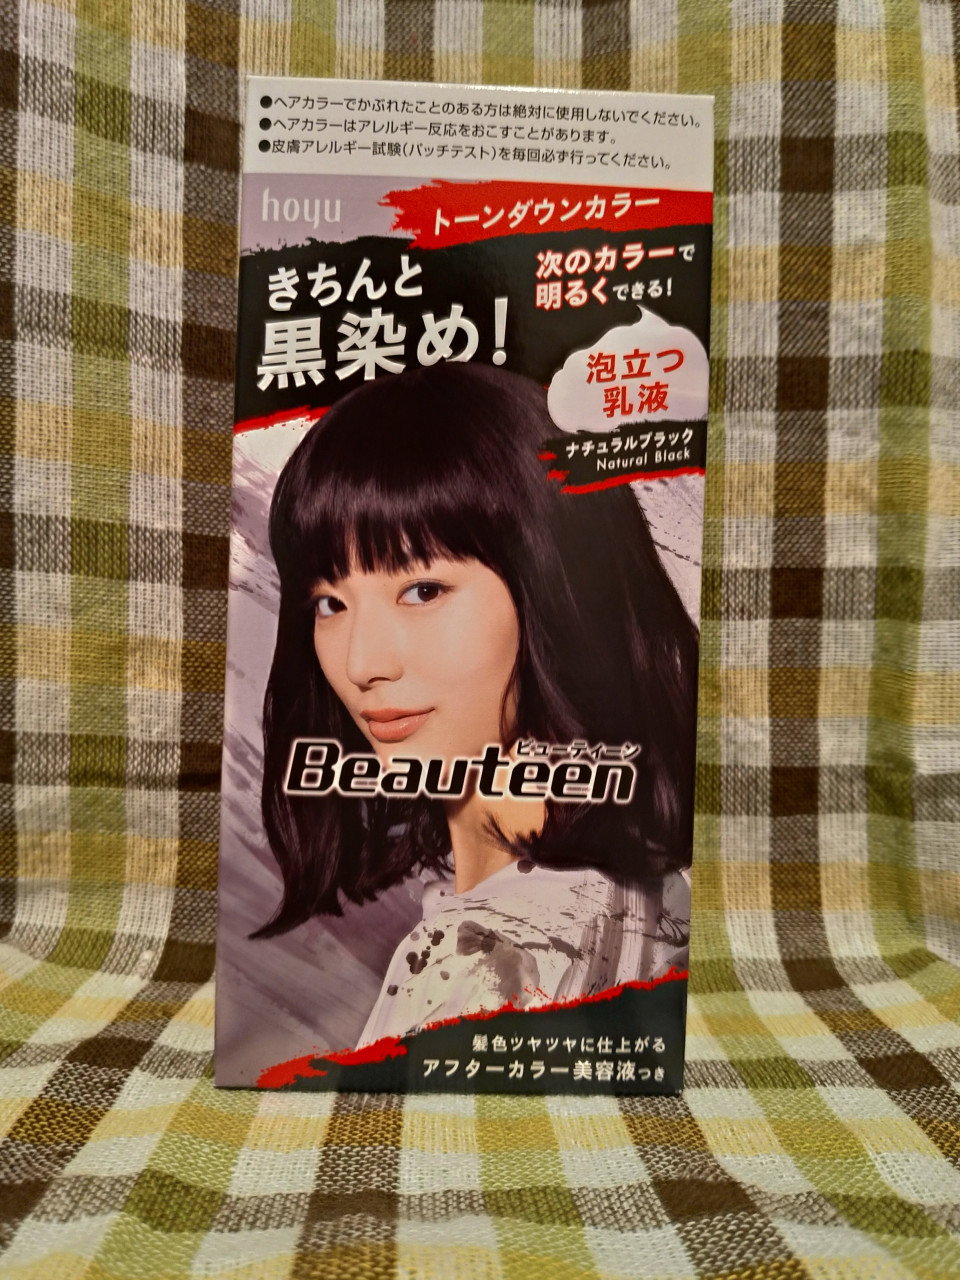 ●ヘアカラーでかぶれたことのある方は絶対に使用しないでください。
●ヘアカラーはアレルギー反応をおこすことがあります。
●皮膚アレルギー試験(パッチテスト)を毎回必ず行ってください。
hoyu
トーンダウンカラー
きちんと
黒染め!
次のカラーで
明るくできる!
泡立つ
乳液
ナチュラルブラック
Natural Black
ビューティーン
Beauteen
髪色ツヤツヤに仕上がる
アフターカラー美容液つき